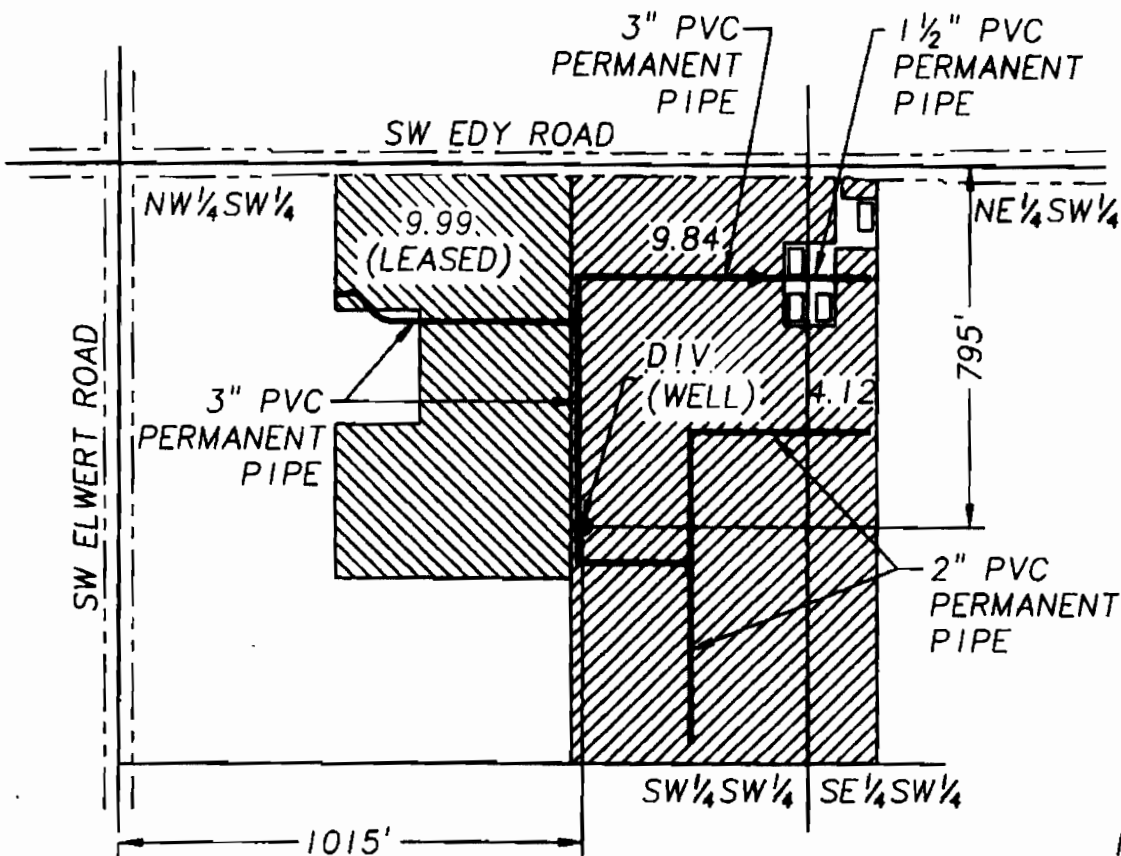 3" PVC
PERMANENT
PIPE
1½" PVC
PERMANENT
PIPE
SW EDY ROAD
NW¼SW¼
NE¼SW¼
9.99
(LEASED)
9.84
795'
DIV
(WELL)
4.12
3" PVC
PERMANENT
PIPE
SW ELWERT ROAD
2" PVC
PERMANENT
PIPE
SW¼SW¼
SE¼SW¼
1015'